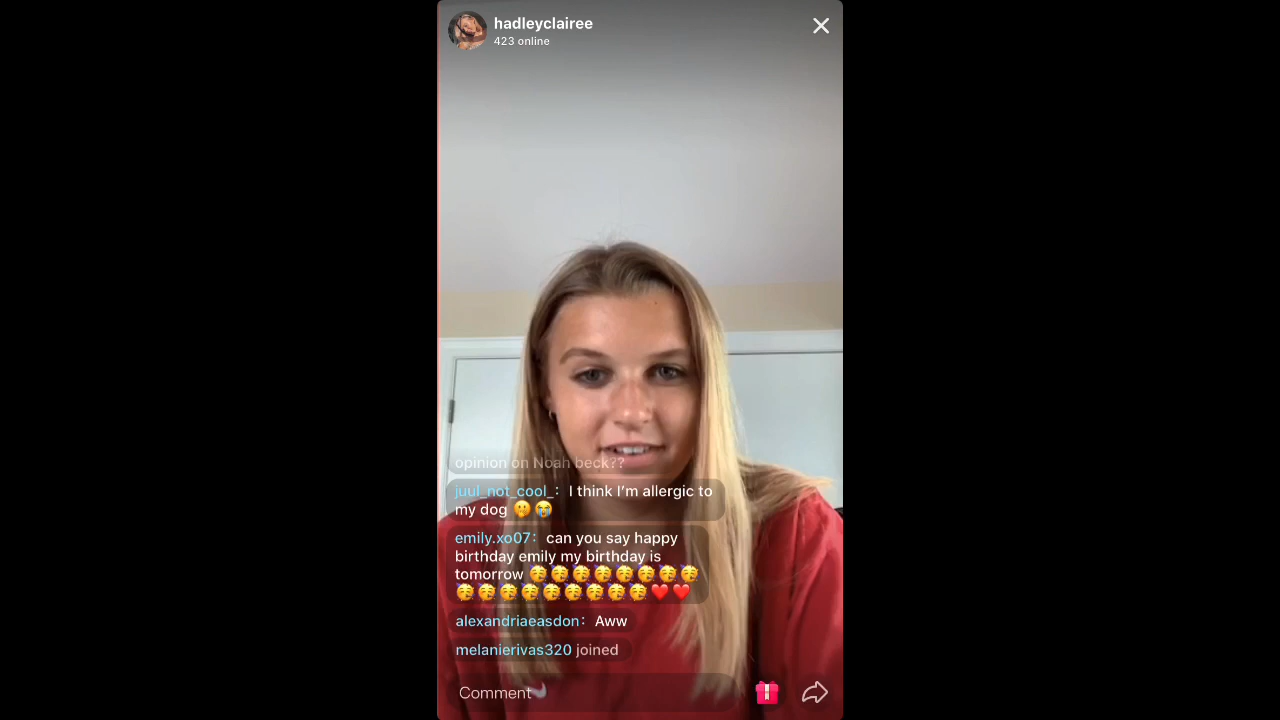 hadleyclairee
423 online
opinion on Noah beck??
juul_not_cool_: I think I'm allergic to
my dog 🤭😭
emily.xo07: can you say happy
birthday emily my birthday is
tomorrow 🥳🥳🥳🥳🥳🥳🥳🥳
🥳🥳🥳🥳🥳🥳🥳🥳🥳❤️❤️
alexandriaeasdon: Aww
melanierivas320 joined
Comment